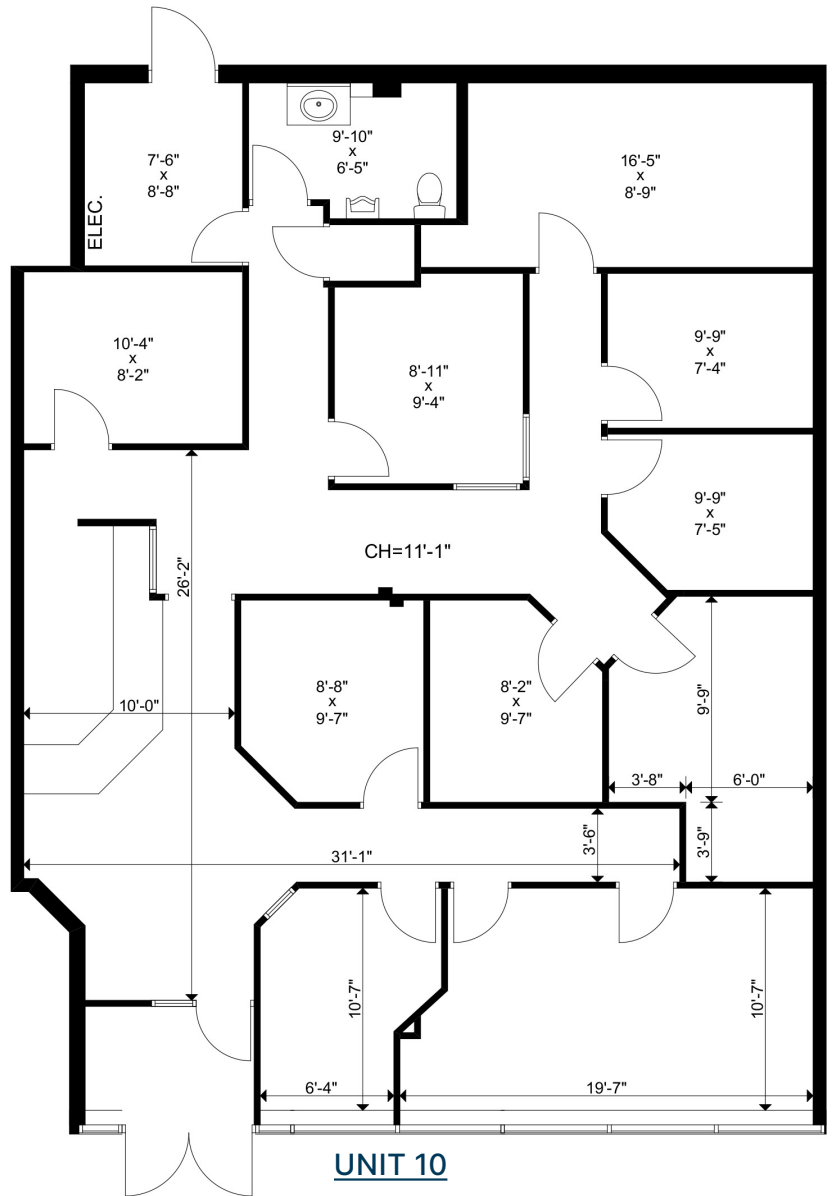 9'-10"
x
6'-5"
7'-6"
x
8'-8"
16'-5"
x
8'-9"
ELEC.
10'-4"
x
8'-2"
8'-11"
x
9'-4"
9'-9"
x
7'-4"
9'-9"
x
7'-5"
CH=11'-1"
26'-2"
10'-0"
8'-8"
x
9'-7"
8'-2"
x
9'-7"
9'-9"
3'-8"
6'-0"
3'-6"
3'-9"
31'-1"
10'-7"
10'-7"
6'-4"
19'-7"
UNIT 10